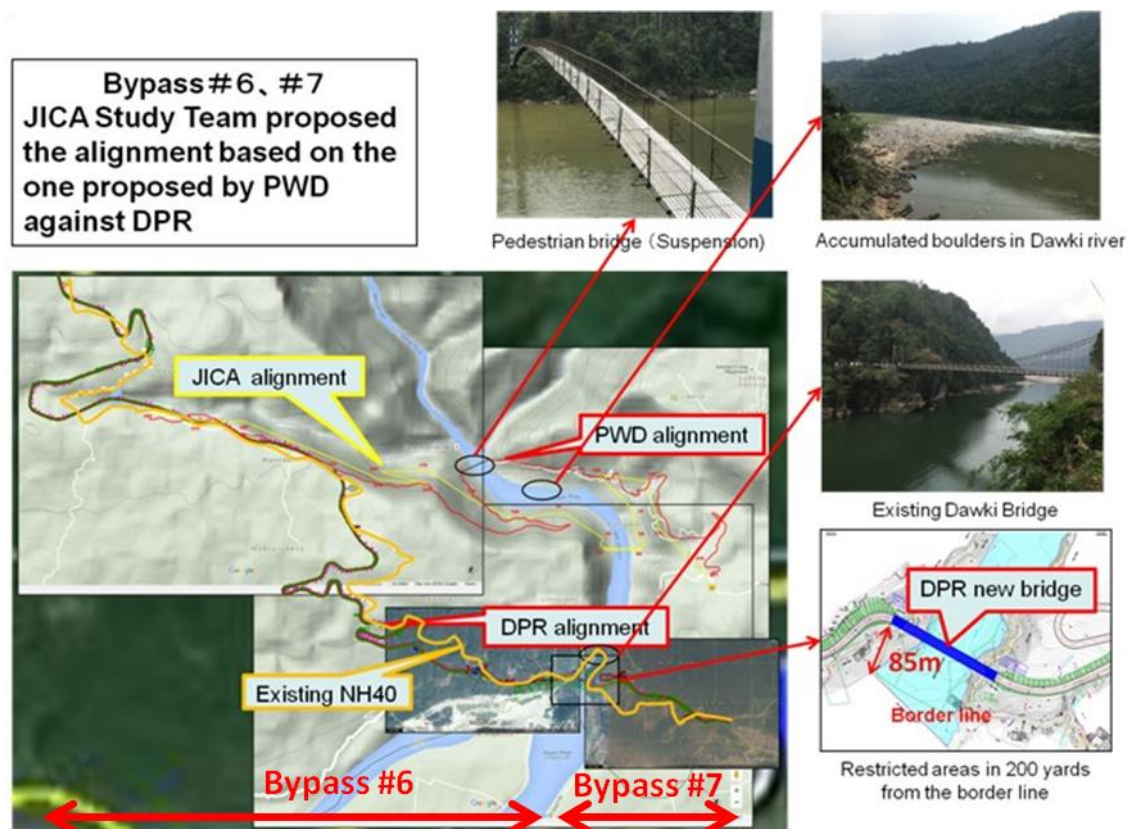 Bypass#6、#7
JICA Study Team proposed
the alignment based on the
one proposed by PWD
against DPR
Pedestrian bridge (Suspension)
Accumulated boulders in Dawki river
JICA alignment
PWD alignment
Existing Dawki Bridge
DPR alignment
Existing NH40
DPR new bridge
85m
Border line
Restricted areas in 200 yards
from the border line
Bypass #6
Bypass #7
Google
Google